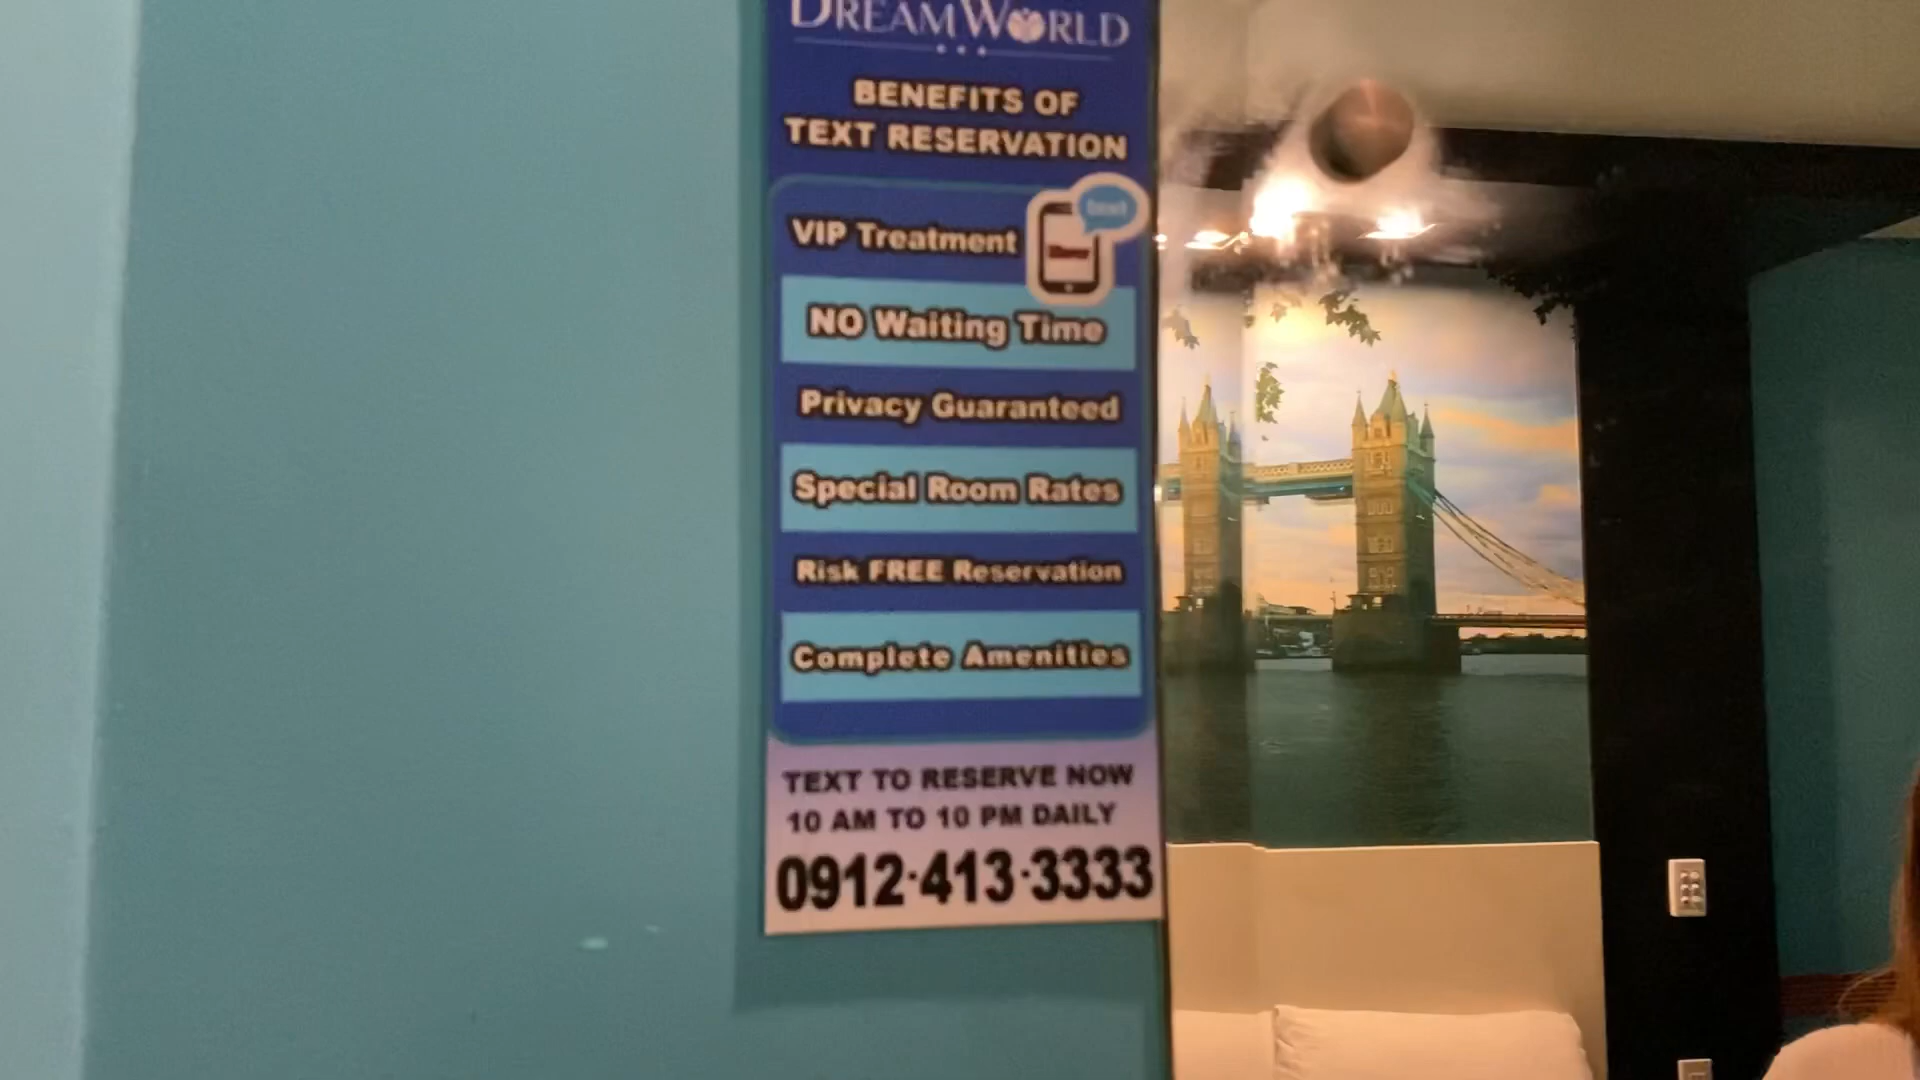 DREAMWORLD
BENEFITS OF
TEXT RESERVATION
VIP Treatment
text
NO Waiting Time
Privacy Guaranteed
Special Room Rates
Risk FREE Reservation
Complete Amenities
TEXT TO RESERVE NOW
10 AM TO 10 PM DAILY
0912·413·3333